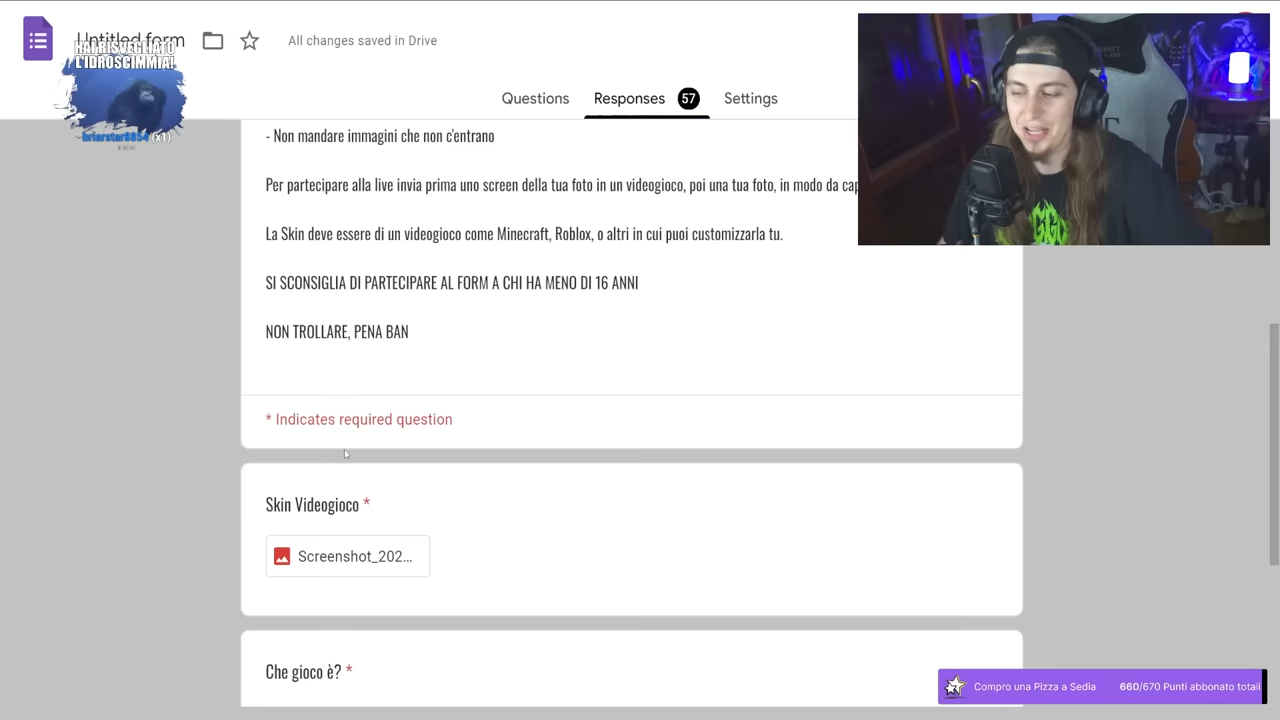 Untitled form
All changes saved in Drive
HAI RISVEGLIATO
L'IDROSCIMMIA!
briarstar8854 (x1)
Questions
Responses 57
Settings
- Non mandare immagini che non c'entrano
Per partecipare alla live invia prima uno screen della tua foto in un videogioco, poi una tua foto, in modo da cap
La Skin deve essere di un videogioco come Minecraft, Roblox, o altri in cui puoi customizzarla tu.
SI SCONSIGLIA DI PARTECIPARE AL FORM A CHI HA MENO DI 16 ANNI
NON TROLLARE, PENA BAN
* Indicates required question
Skin Videogioco *
Screenshot_202...
Che gioco è? *
Compro una Pizza a Sedia 660/670 Punti abbonato totali